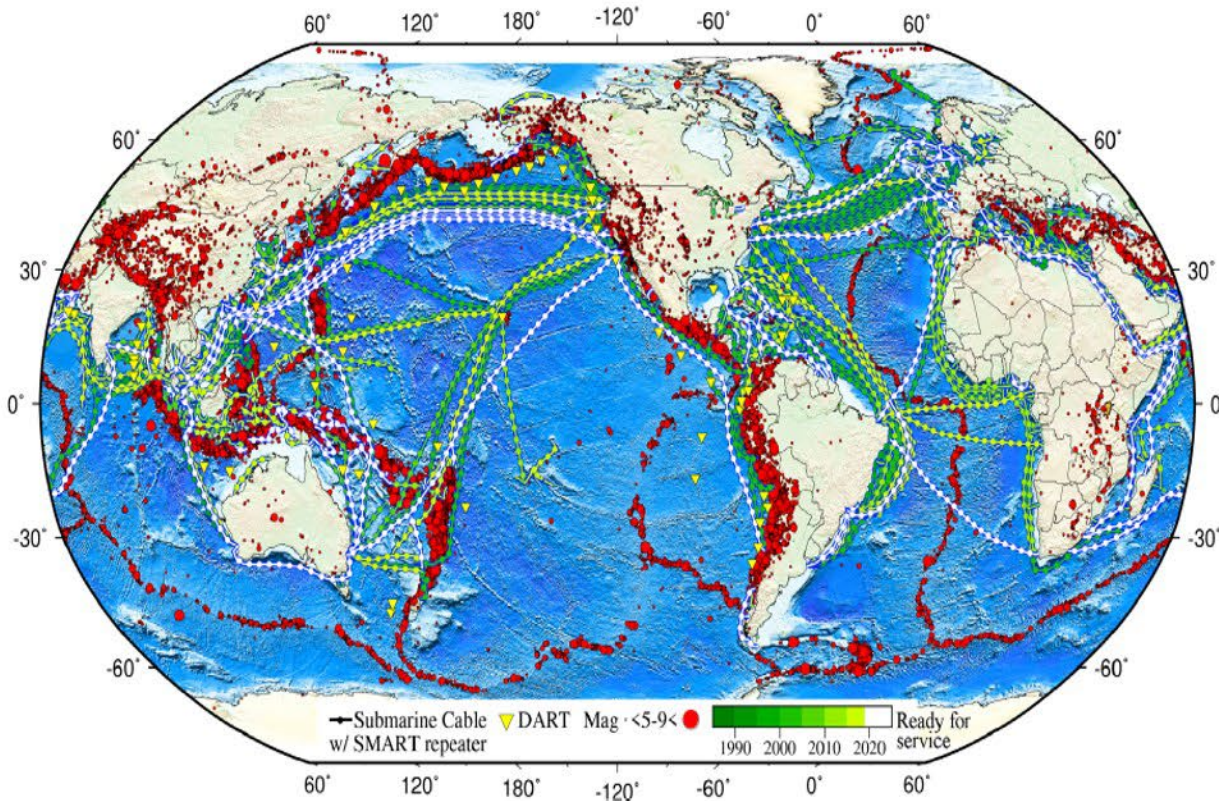 60˚ 120˚ 180˚ -120˚ -60˚ 0˚ 60˚
60˚ 60˚
30˚ 30˚
0˚ 0˚
-30˚ -30˚
-60˚ -60˚
Submarine Cable DART Mag <5-9< Ready for
w/ SMART repeater 1990 2000 2010 2020 service
60˚ 120˚ 180˚ -120˚ -60˚ 0˚ 60˚